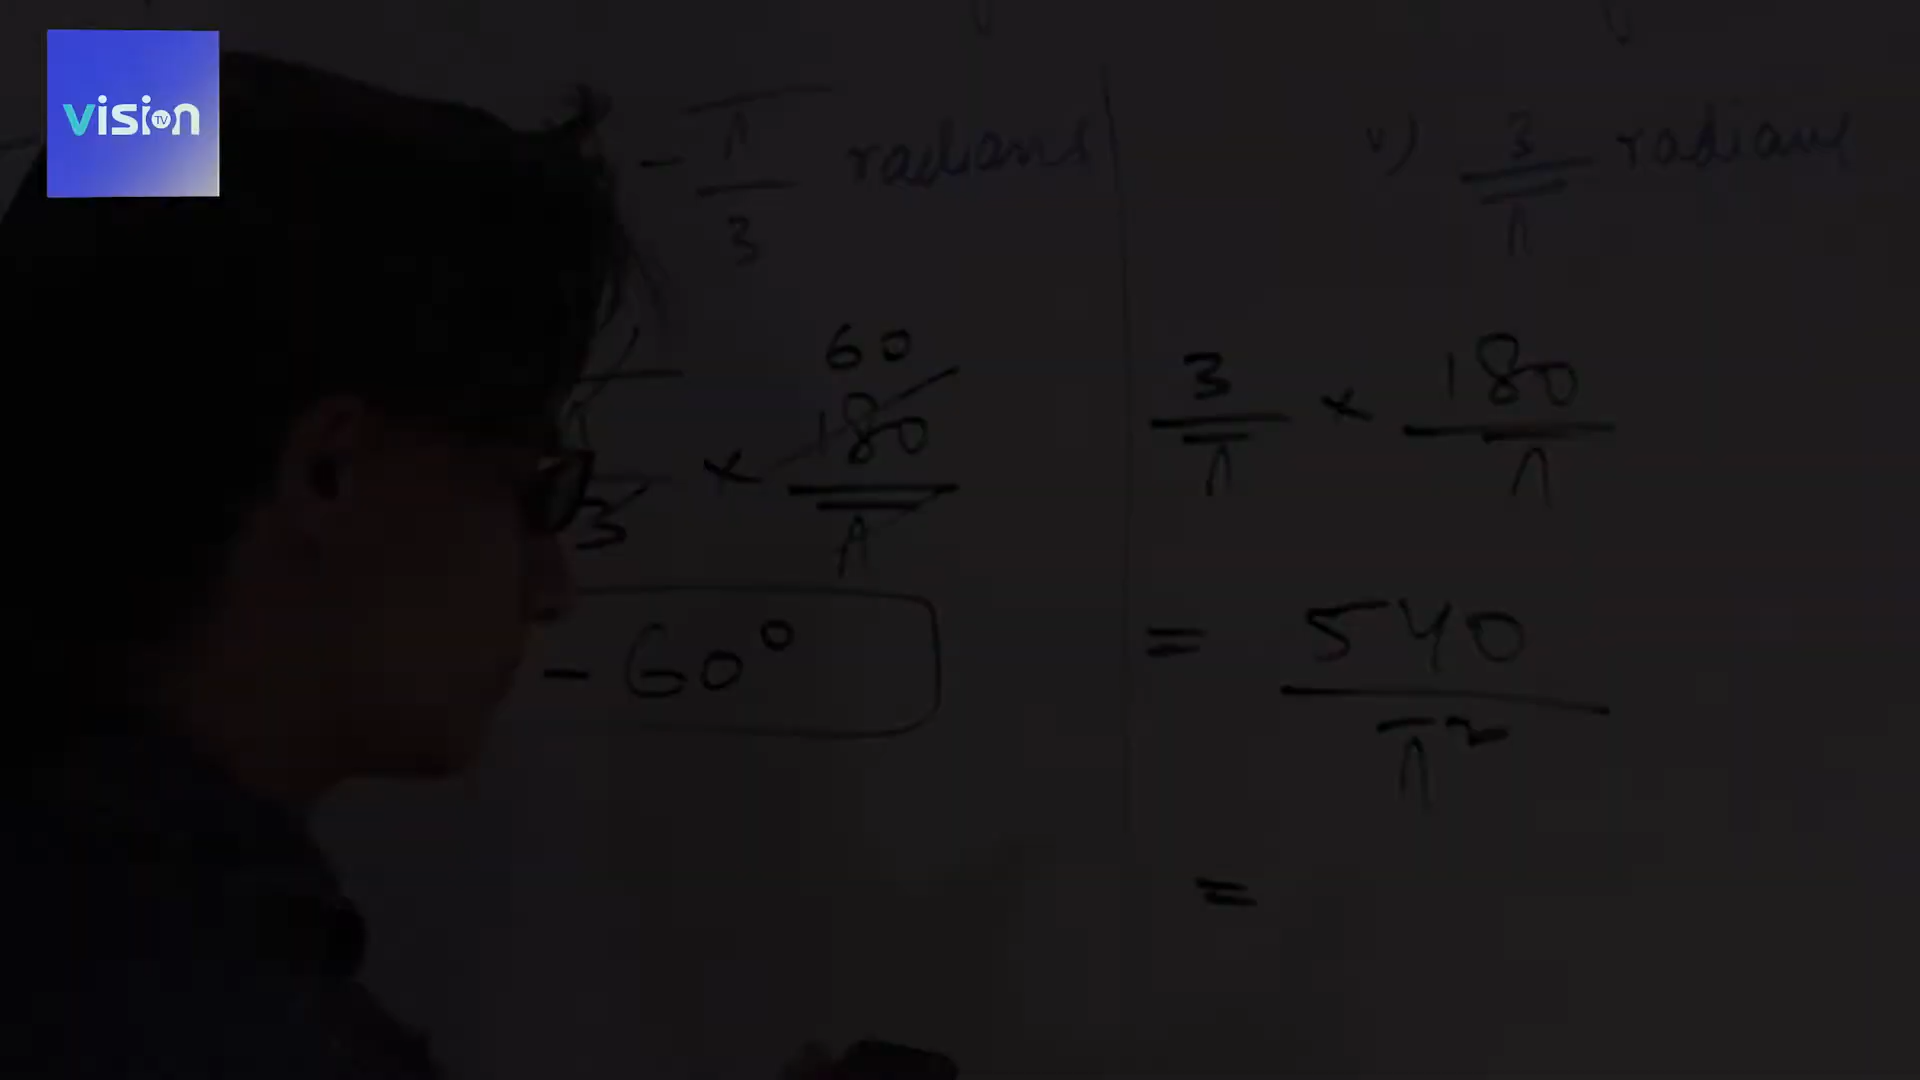 vision TV
- π/3 radians
v) 3/π radians
π/3 × 180/π 60
3/π × 180/π
- 60°
= 540/π²
=